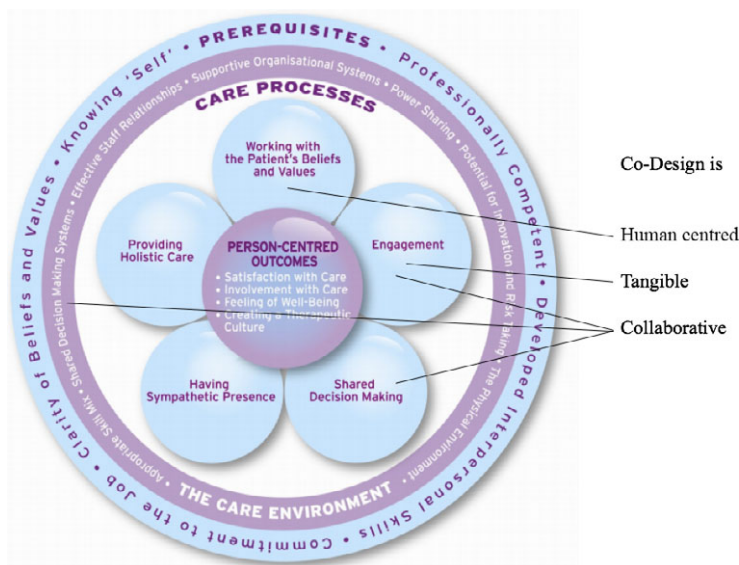 PREREQUISITES • Professionally Competent • Developed Interpersonal Skills • Commitment to the Job • Clarity of Beliefs and Values • Knowing 'Self' •
Supportive Organisational Systems • Power Sharing • Potential for Innovation and Risk Taking • The Physical Environment •
THE CARE ENVIRONMENT
Appropriate Skill Mix • Shared Decision Making Systems • Effective Staff Relationships •
CARE PROCESSES
Working with
the Patient's Beliefs
and Values
Co-Design is
Providing
Holistic Care
PERSON-CENTRED
OUTCOMES
• Satisfaction with Care
• Involvement with Care
• Feeling of Well-Being
• Creating a Therapeutic
Culture
Engagement
Human centred
Tangible
Collaborative
Having
Sympathetic Presence
Shared
Decision Making